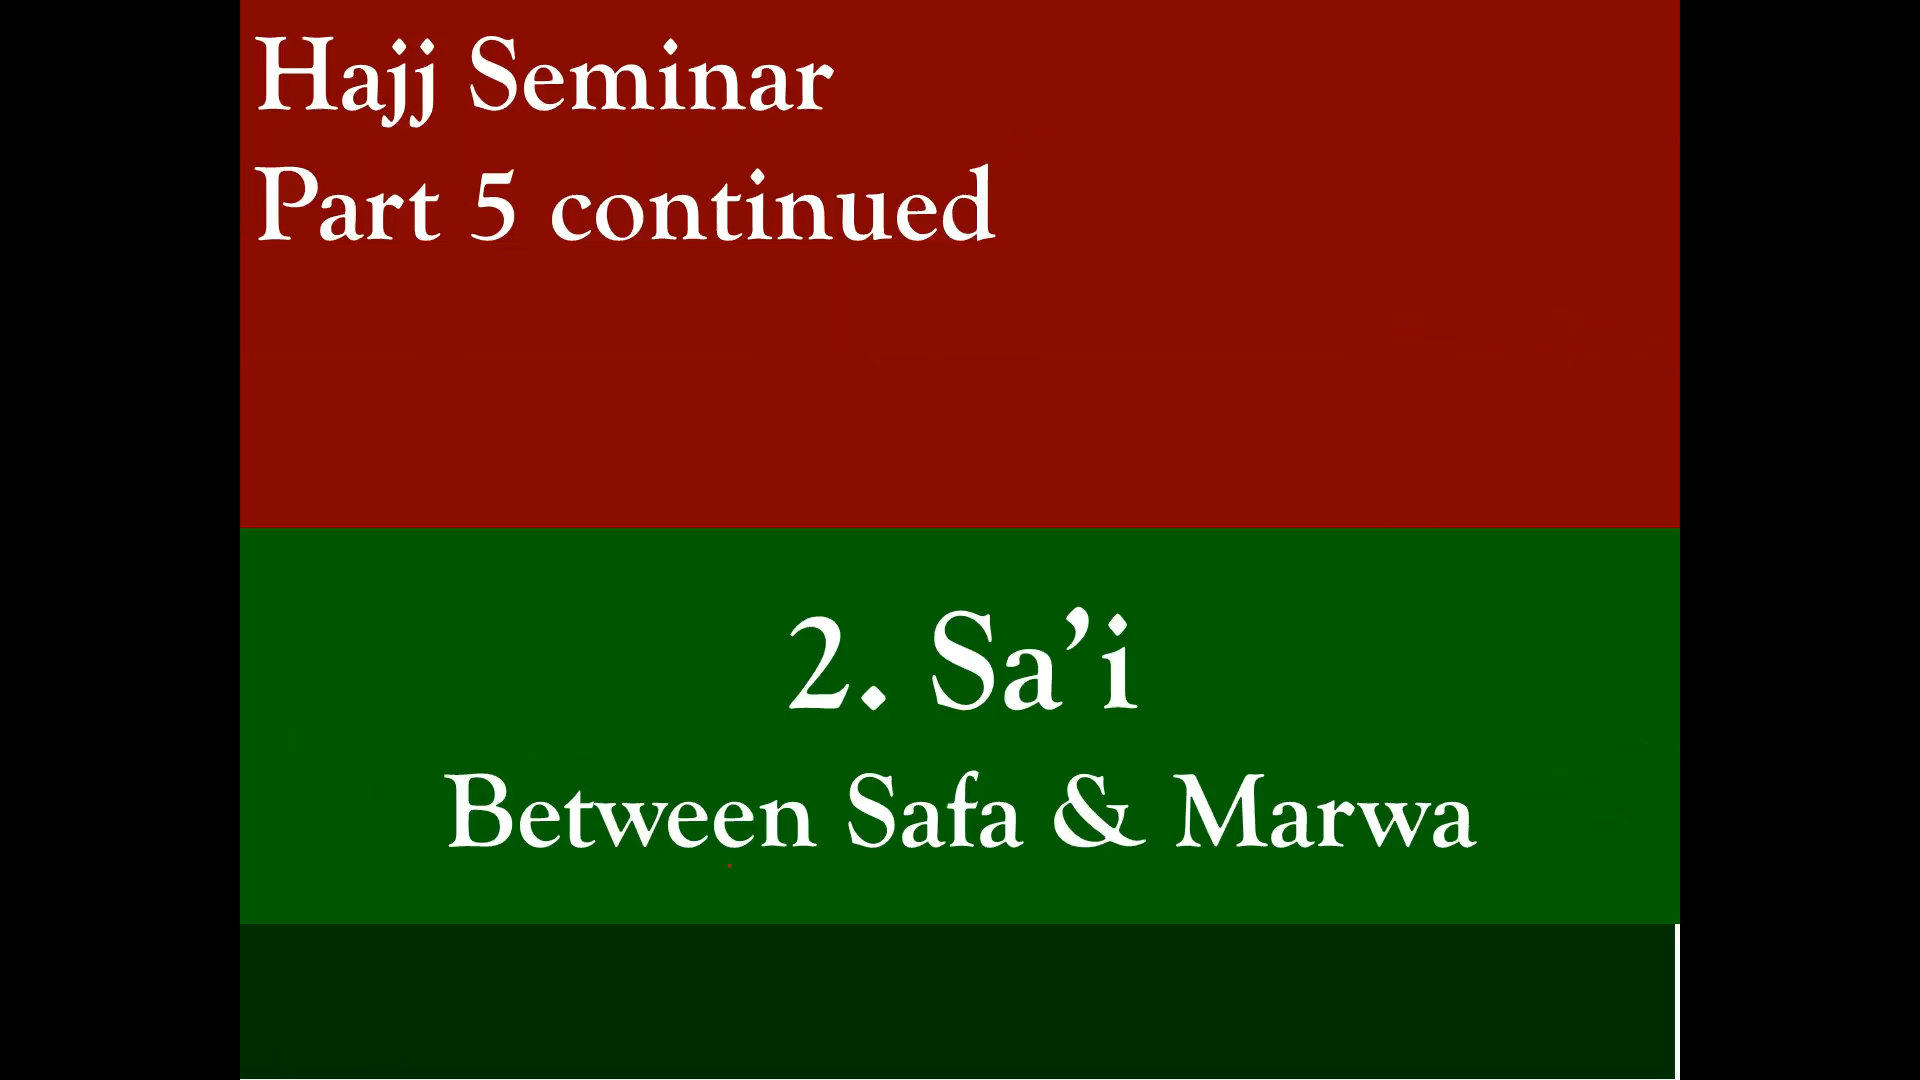 Hajj Seminar
Part 5 continued
2. Sa’i
Between Safa & Marwa